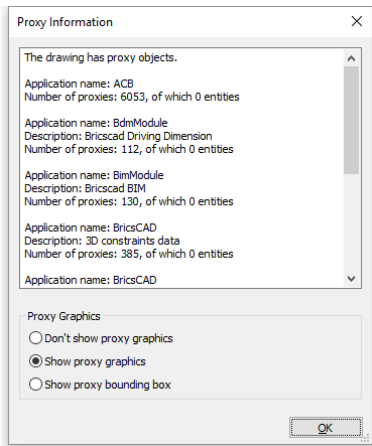 Proxy Information
The drawing has proxy objects.
Application name: ACB
Number of proxies: 6053, of which 0 entities
Application name: BdmModule
Description: Bricscad Driving Dimension
Number of proxies: 112, of which 0 entities
Application name: BimModule
Description: Bricscad BIM
Number of proxies: 130, of which 0 entities
Application name: BricsCAD
Description: 3D constraints data
Number of proxies: 385, of which 0 entities
Application name: BricsCAD
Proxy Graphics
Don't show proxy graphics
Show proxy graphics
Show proxy bounding box
OK